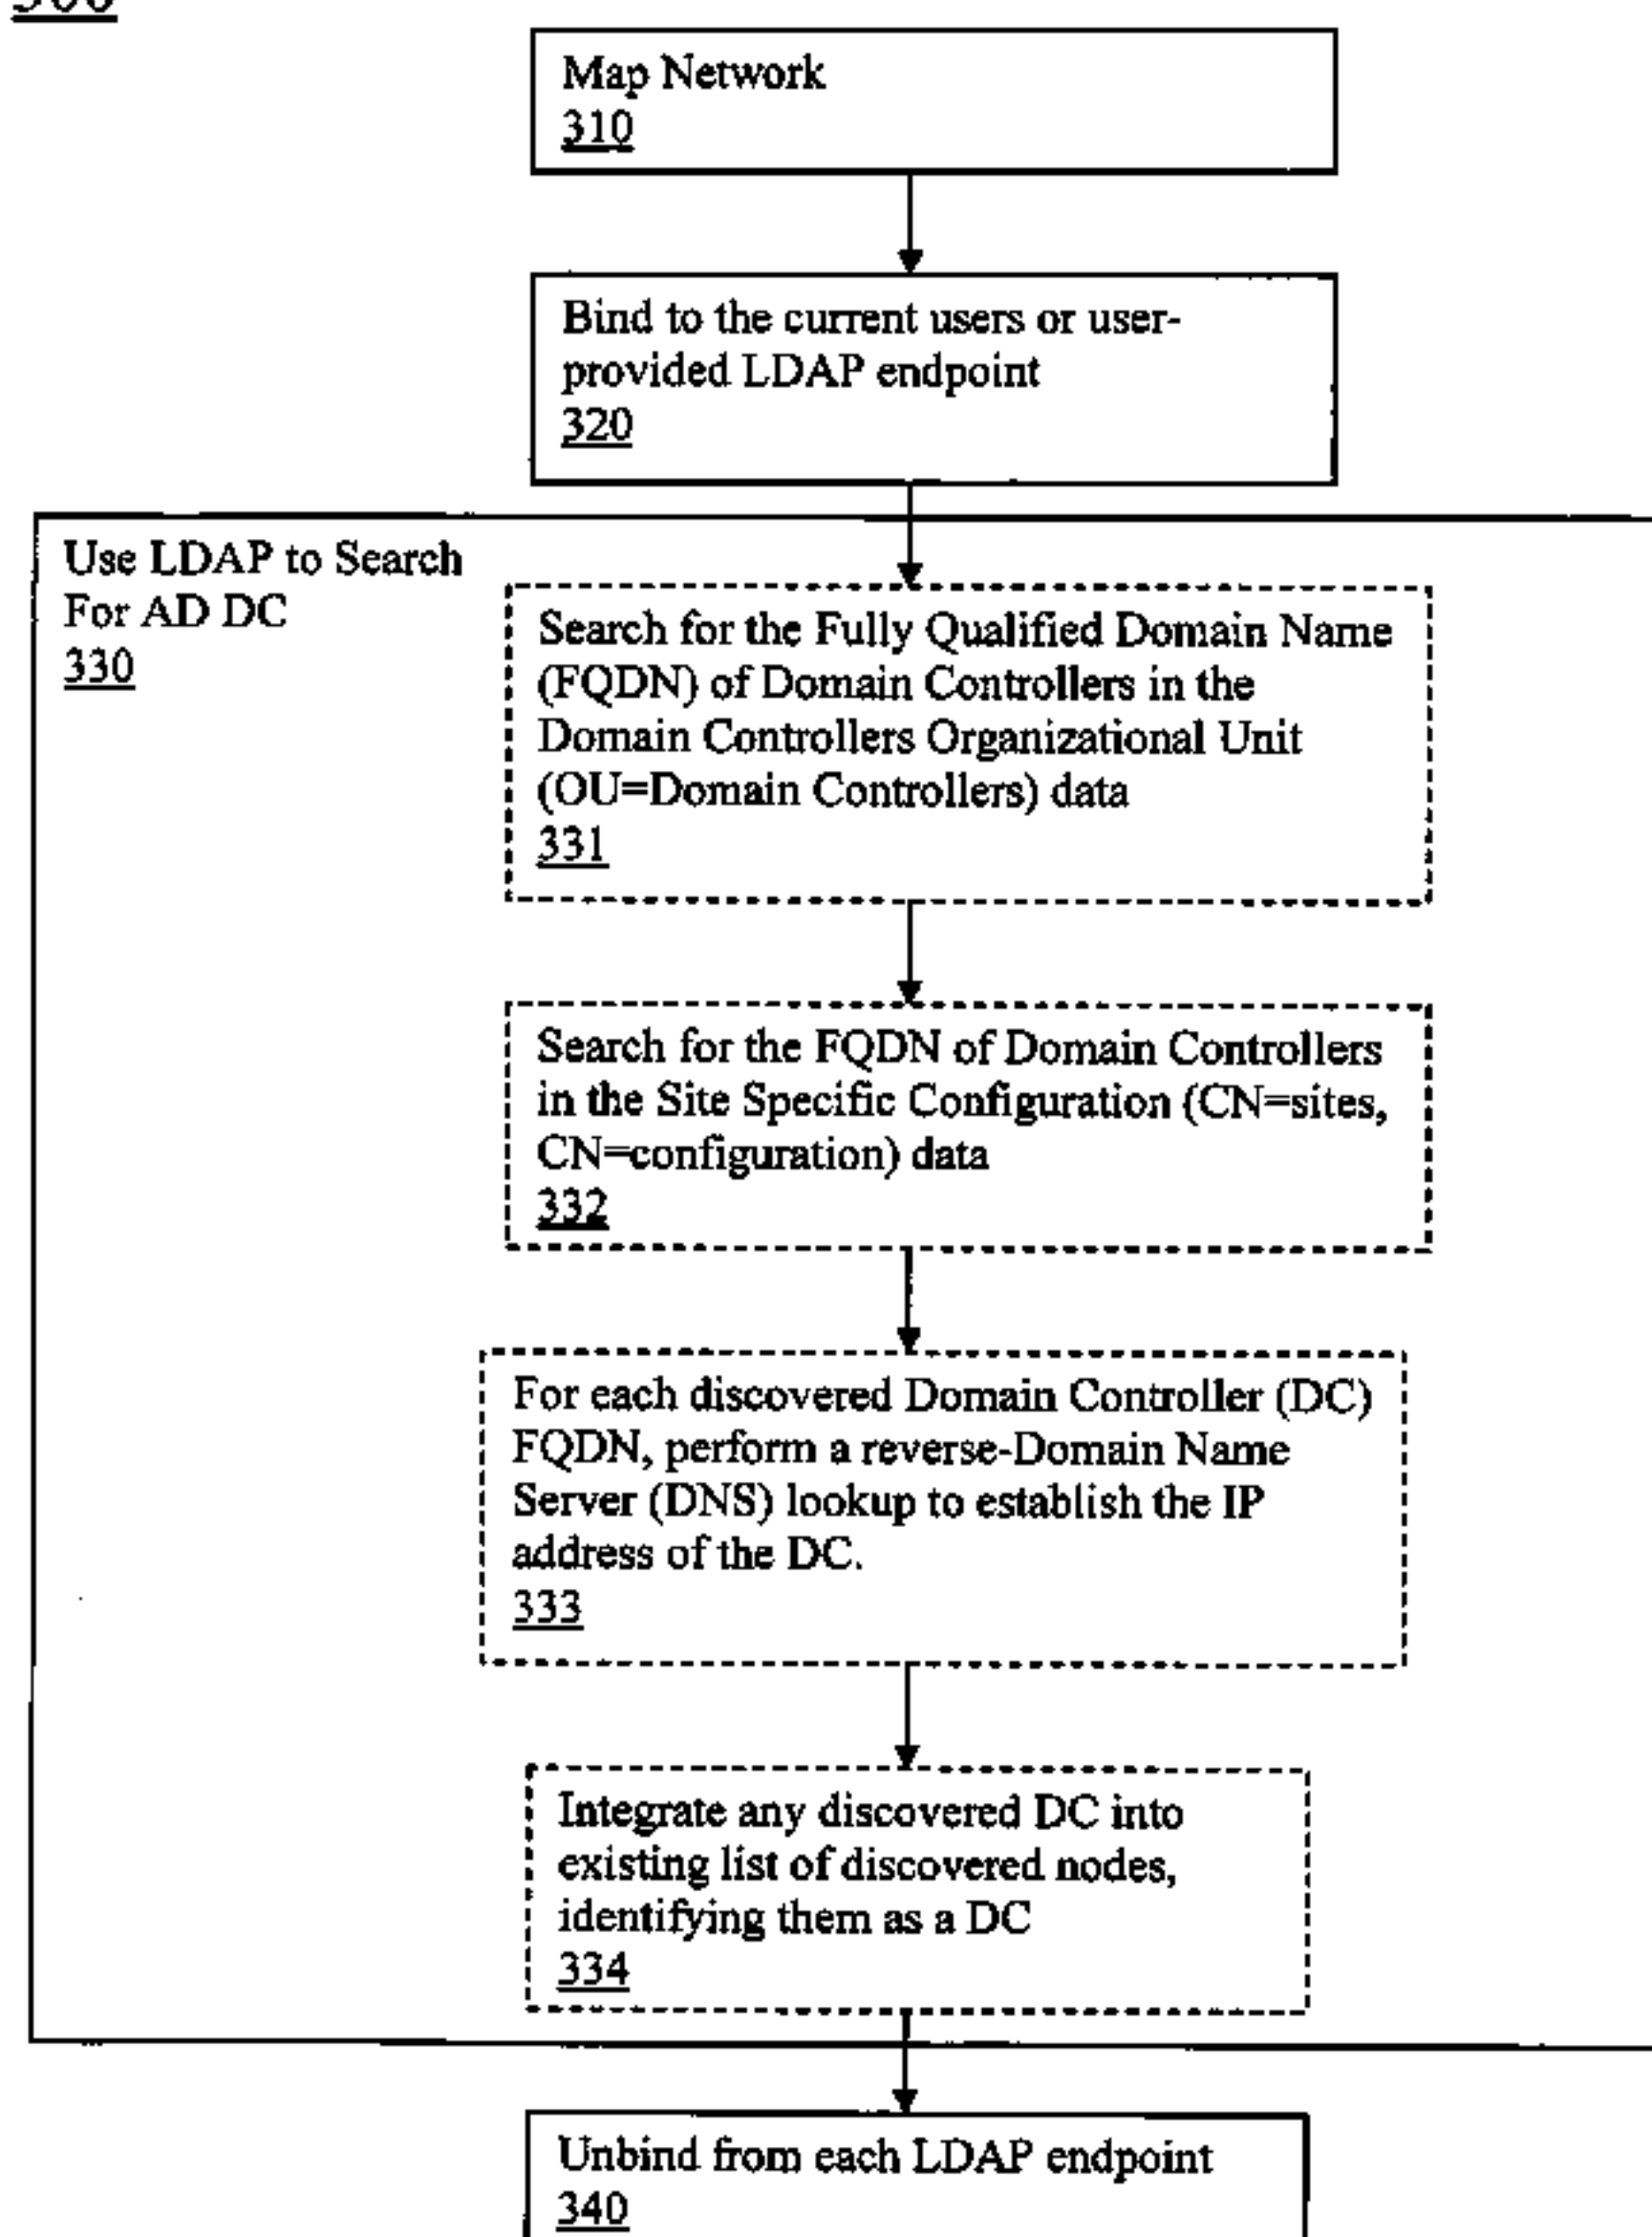 Map Network
310
Bind to the current users or user-
provided LDAP endpoint
320
Use LDAP to Search
For AD DC
330
Search for the Fully Qualified Domain Name
(FQDN) of Domain Controllers in the
Domain Controllers Organizational Unit
(OU=Domain Controllers) data
331
Search for the FQDN of Domain Controllers
in the Site Specific Configuration (CN=sites,
CN=configuration) data
332
For each discovered Domain Controller (DC)
FQDN, perform a reverse-Domain Name
Server (DNS) lookup to establish the IP
address of the DC.
333
Integrate any discovered DC into
existing list of discovered nodes,
identifying them as a DC
334
Unbind from each LDAP endpoint
340